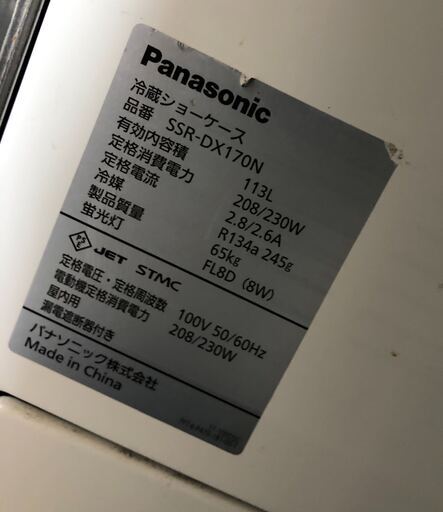 Panasonic
冷蔵ショーケース
品番 SSR-DX170N
有効内容積 113L
定格消費電力 208/230W
定格電流 2.8/2.6A
冷媒 R134a 245g
製品質量 65kg
蛍光灯 FL8D (8W)
PS E JET STMC
定格電圧・定格周波数 100V 50/60Hz
電動機定格消費電力 208/230W
屋内用
漏電遮断器付き
パナソニック株式会社
Made in China